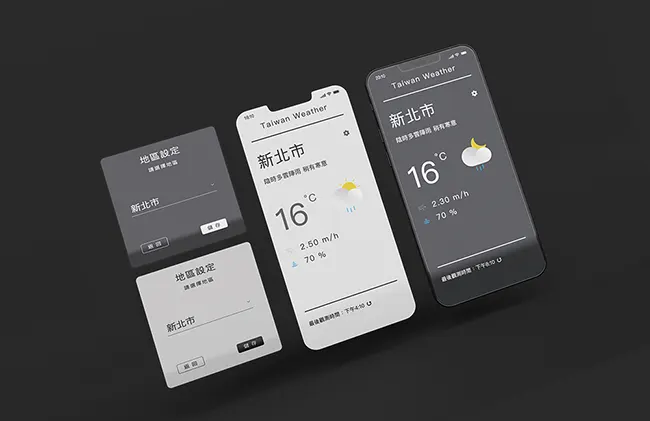 地區設定
請選擇地區
新北市
返回
儲存
地區設定
請選擇地區
新北市
返回
儲存
16:10
Taiwan Weather
新北市
陰時多雲陣雨 稍有寒意
16°C
2.50 m/h
70 %
最後觀測時間：下午4:10
Taiwan Weather
新北市
陰時多雲陣雨 稍有寒意
16°C
2.30 m/h
70 %
最後觀測時間：下午8:10